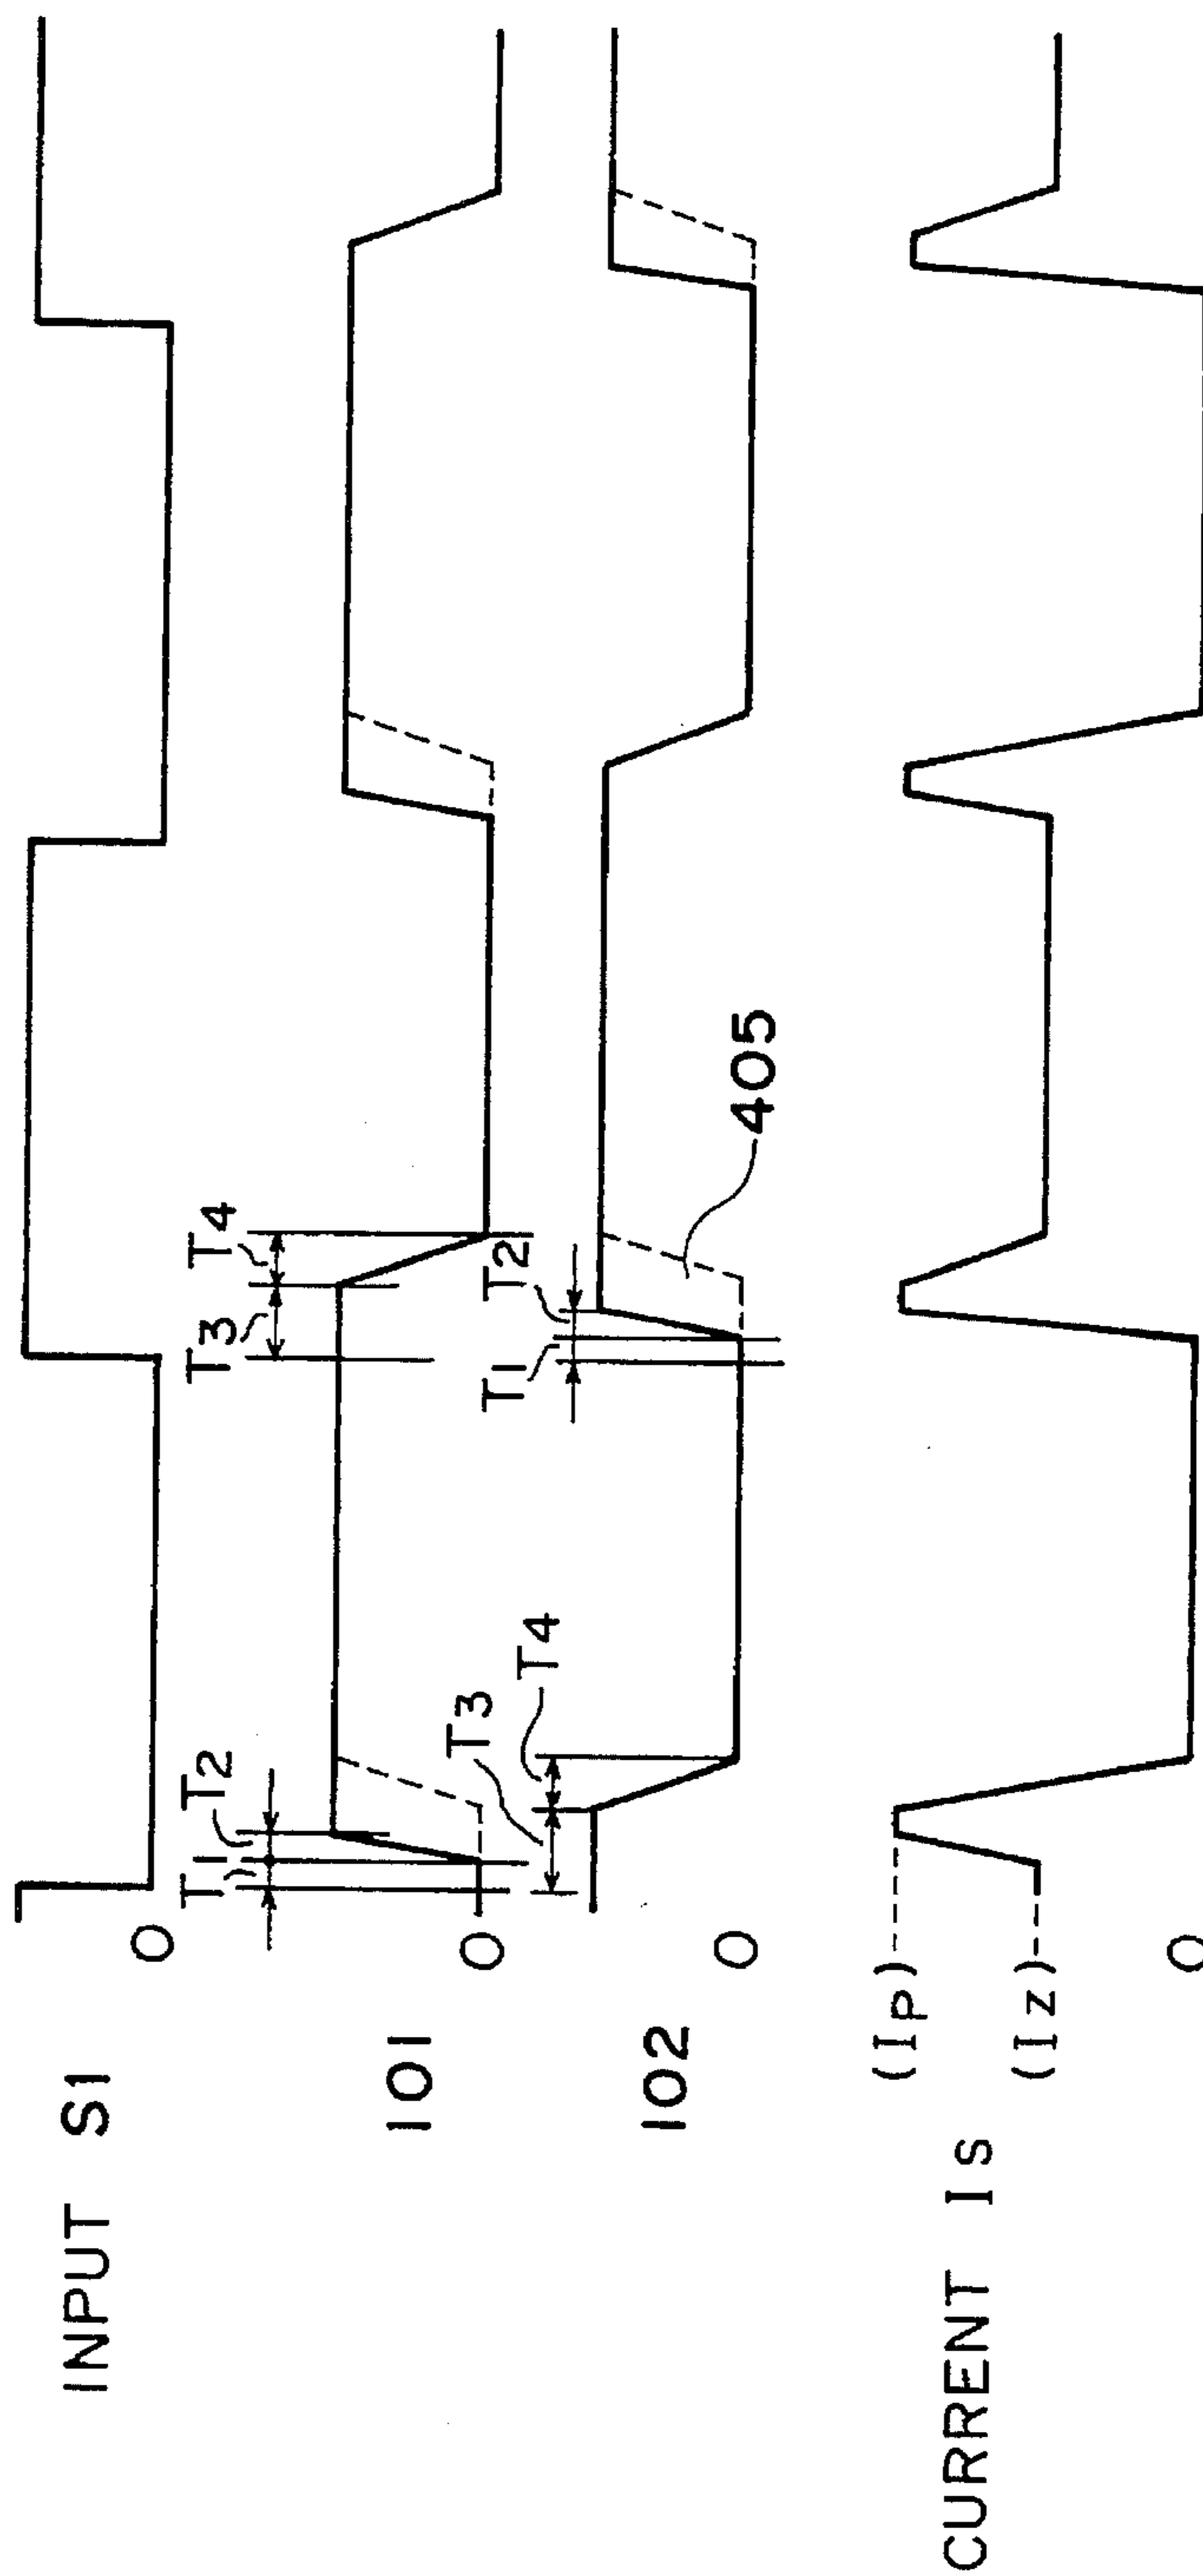 INPUT S1
0
T1
T2
T3
T4
101
0
T3
T4
T1
T2
102
0
405
CURRENT Is
(Ip)
(Iz)
0